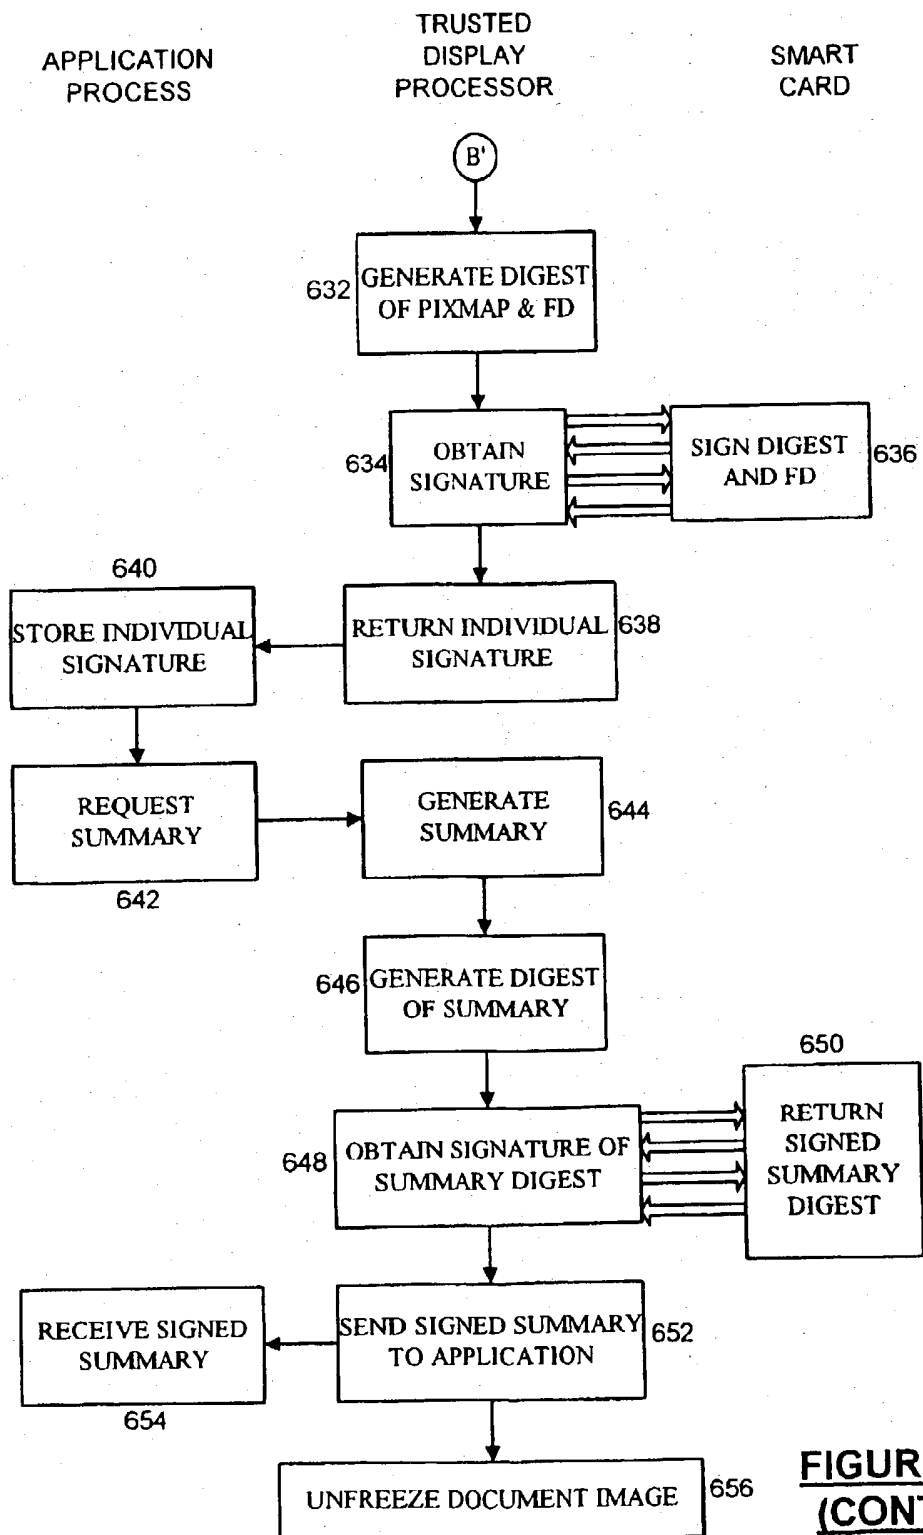 APPLICATION
PROCESS
TRUSTED
DISPLAY
PROCESSOR
SMART
CARD
B'
632
GENERATE DIGEST
OF PIXMAP & FD
634
OBTAIN
SIGNATURE
SIGN DIGEST
AND FD
636
640
STORE INDIVIDUAL
SIGNATURE
RETURN INDIVIDUAL
SIGNATURE
638
REQUEST
SUMMARY
642
GENERATE
SUMMARY
644
646
GENERATE DIGEST
OF SUMMARY
648
OBTAIN SIGNATURE OF
SUMMARY DIGEST
650
RETURN
SIGNED
SUMMARY
DIGEST
RECEIVE SIGNED
SUMMARY
654
SEND SIGNED SUMMARY
TO APPLICATION
652
UNFREEZE DOCUMENT IMAGE
656
FIGUR
(CONT